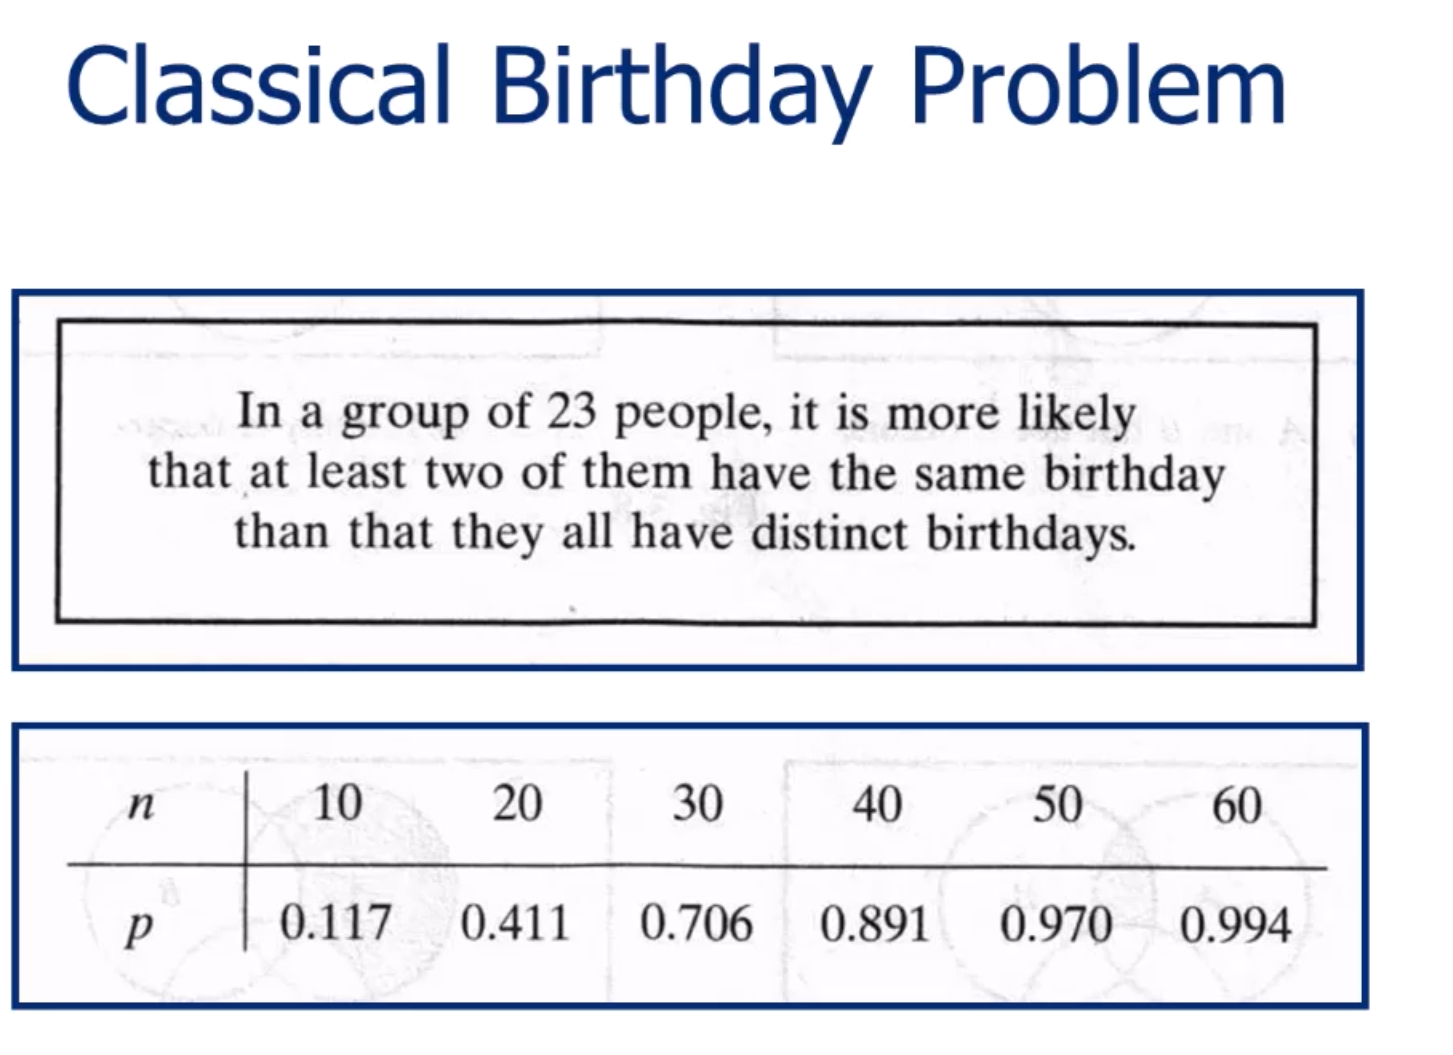 Classical Birthday Problem
In a group of 23 people, it is more likely
that at least two of them have the same birthday
than that they all have distinct birthdays.
n 10 20 30 40 50 60
p 0.117 0.411 0.706 0.891 0.970 0.994